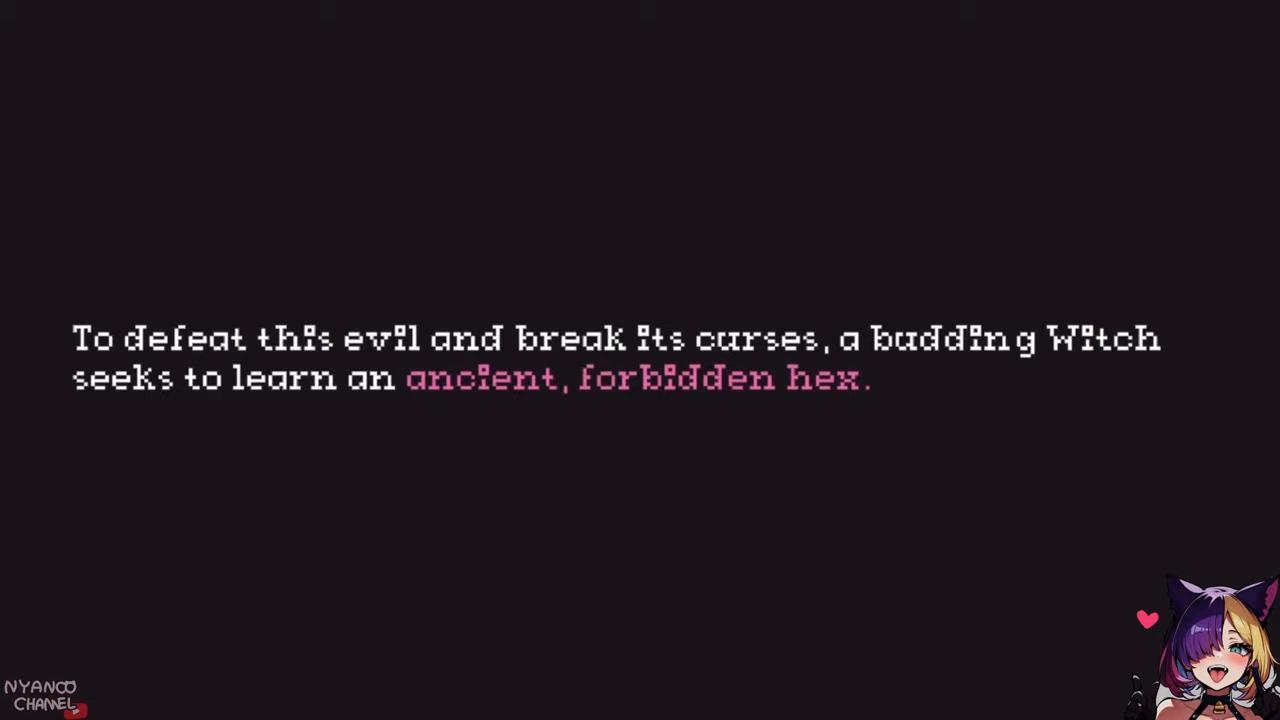 To defeat this evil and break its curses, a budding Witch
seeks to learn an ancient, forbidden hex.
NYANCO
CHANNEL